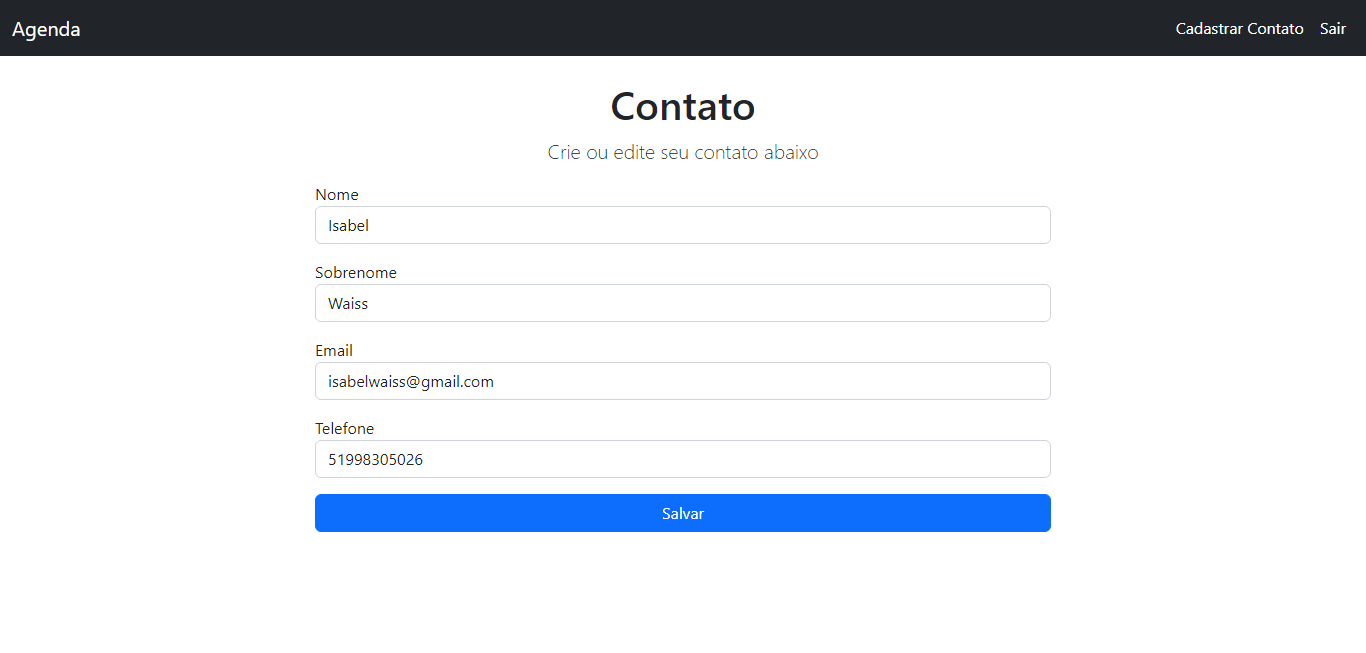 Agenda
Cadastrar Contato Sair
Contato
Crie ou edite seu contato abaixo
Nome
Isabel
Sobrenome
Waiss
Email
isabelwaiss@gmail.com
Telefone
51998305026
Salvar